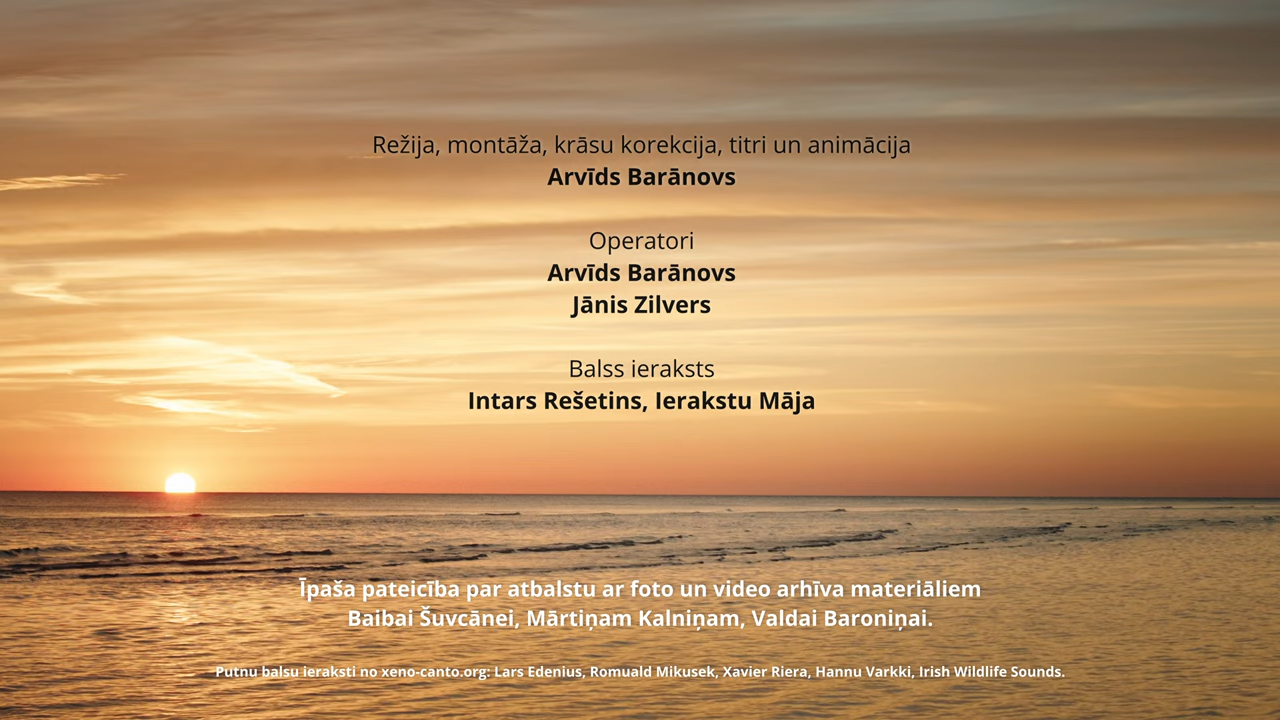 Režija, montāža, krāsu korekcija, titri un animācija
Arvīds Barānovs
Operatori
Arvīds Barānovs
Jānis Zilvers
Balss ieraksts
Intars Rešetins, Ierakstu Māja
Īpaša pateicība par atbalstu ar foto un video arhīva materiāliem
Baibai Šuvcānei, Mārtiņam Kalniņam, Valdai Baroniņai.
Putnu balsu ieraksti no xeno-canto.org: Lars Edenius, Romuald Mikusek, Xavier Riera, Hannu Varkki, Irish Wildlife Sounds.